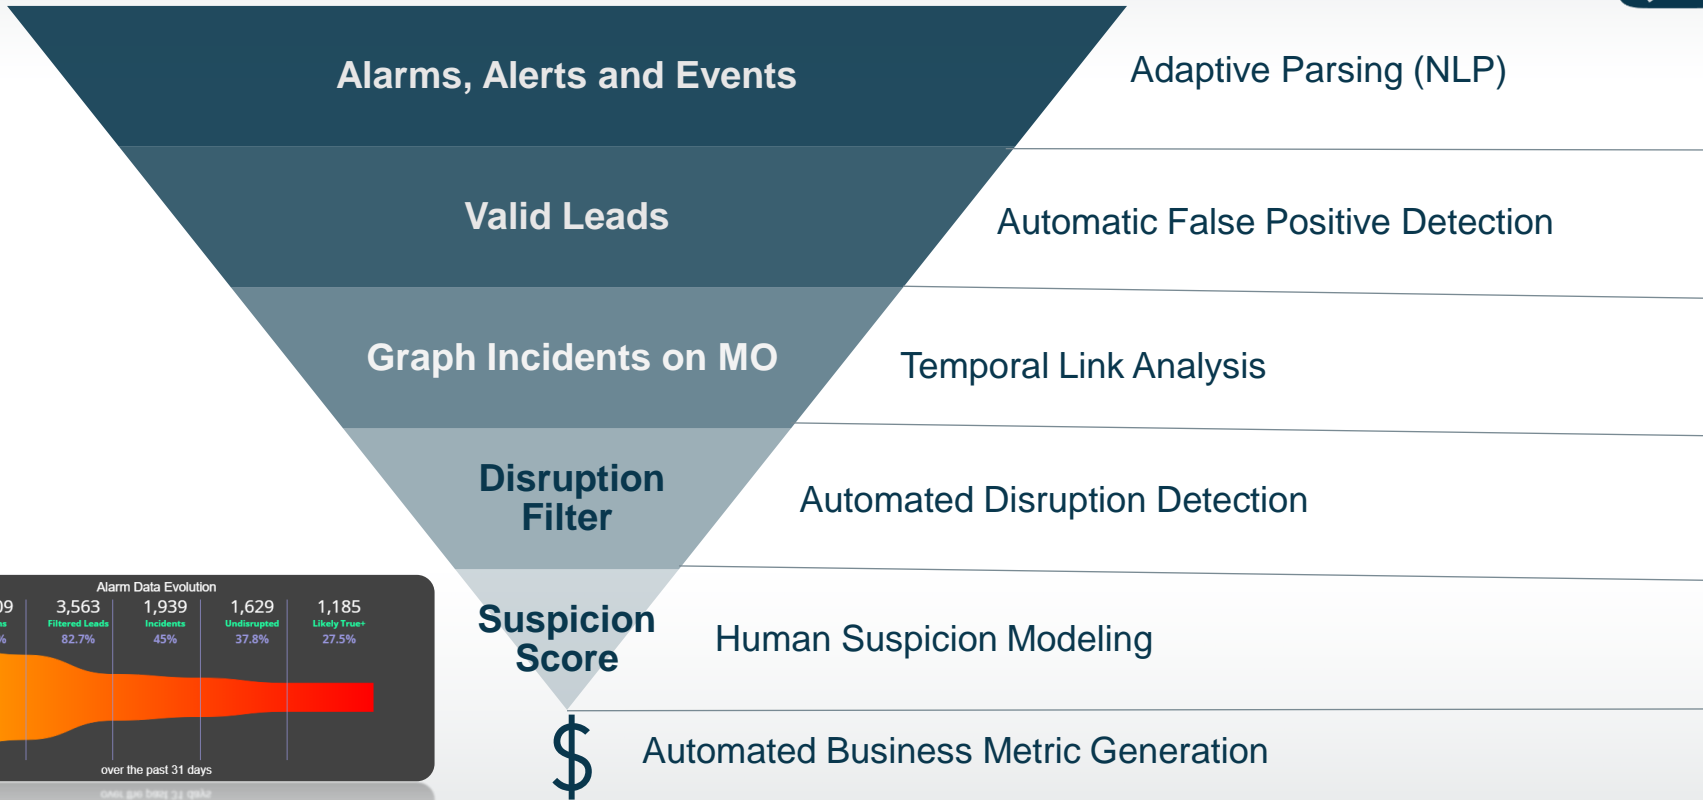 Alarms, Alerts and Events
Adaptive Parsing (NLP)
Valid Leads
Automatic False Positive Detection
Graph Incidents on MO
Temporal Link Analysis
Disruption
Filter
Automated Disruption Detection
Suspicion
Score
Human Suspicion Modeling
$
Automated Business Metric Generation
Alarm Data Evolution
3,563 1,939 1,629 1,185
Filtered Leads Incidents Undisrupted Likely True+
82.7% 45% 37.8% 27.5%
over the past 31 days